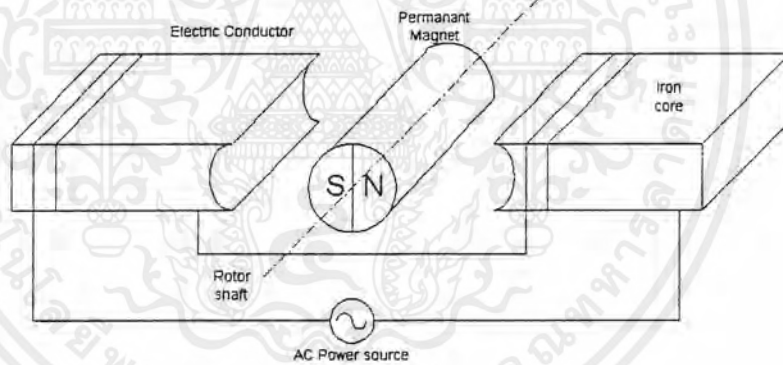 Permanant
Magnet
Electric Conductor
Iron
core
S N
Rotor
shaft
AC Power source